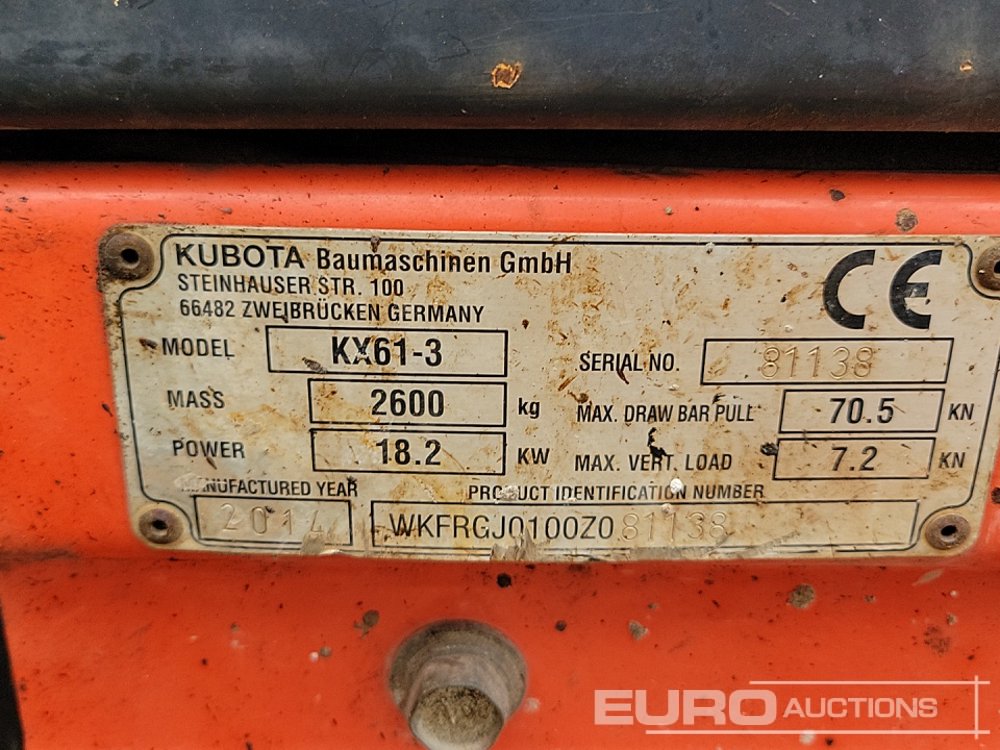 KUBOTA Baumaschinen GmbH
STEINHAUSER STR. 100
66482 ZWEIBRÜCKEN GERMANY
CE
MODEL KX61-3
SERIAL NO. 81138
MASS 2600 kg
MAX. DRAW BAR PULL 70.5 KN
POWER 18.2 KW
MAX. VERT. LOAD 7.2 KN
MANUFACTURED YEAR
PRODUCT IDENTIFICATION NUMBER
2014
WKFRGJ0100Z081138
EURO AUCTIONS